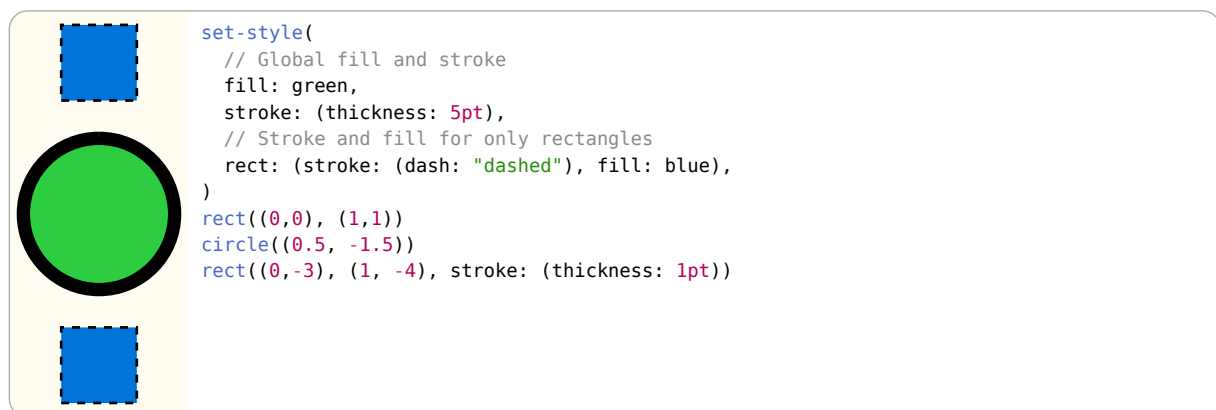 set-style(
  // Global fill and stroke
  fill: green,
  stroke: (thickness: 5pt),
  // Stroke and fill for only rectangles
  rect: (stroke: (dash: "dashed"), fill: blue),
)
rect((0,0), (1,1))
circle((0.5, -1.5))
rect((0,-3), (1, -4), stroke: (thickness: 1pt))